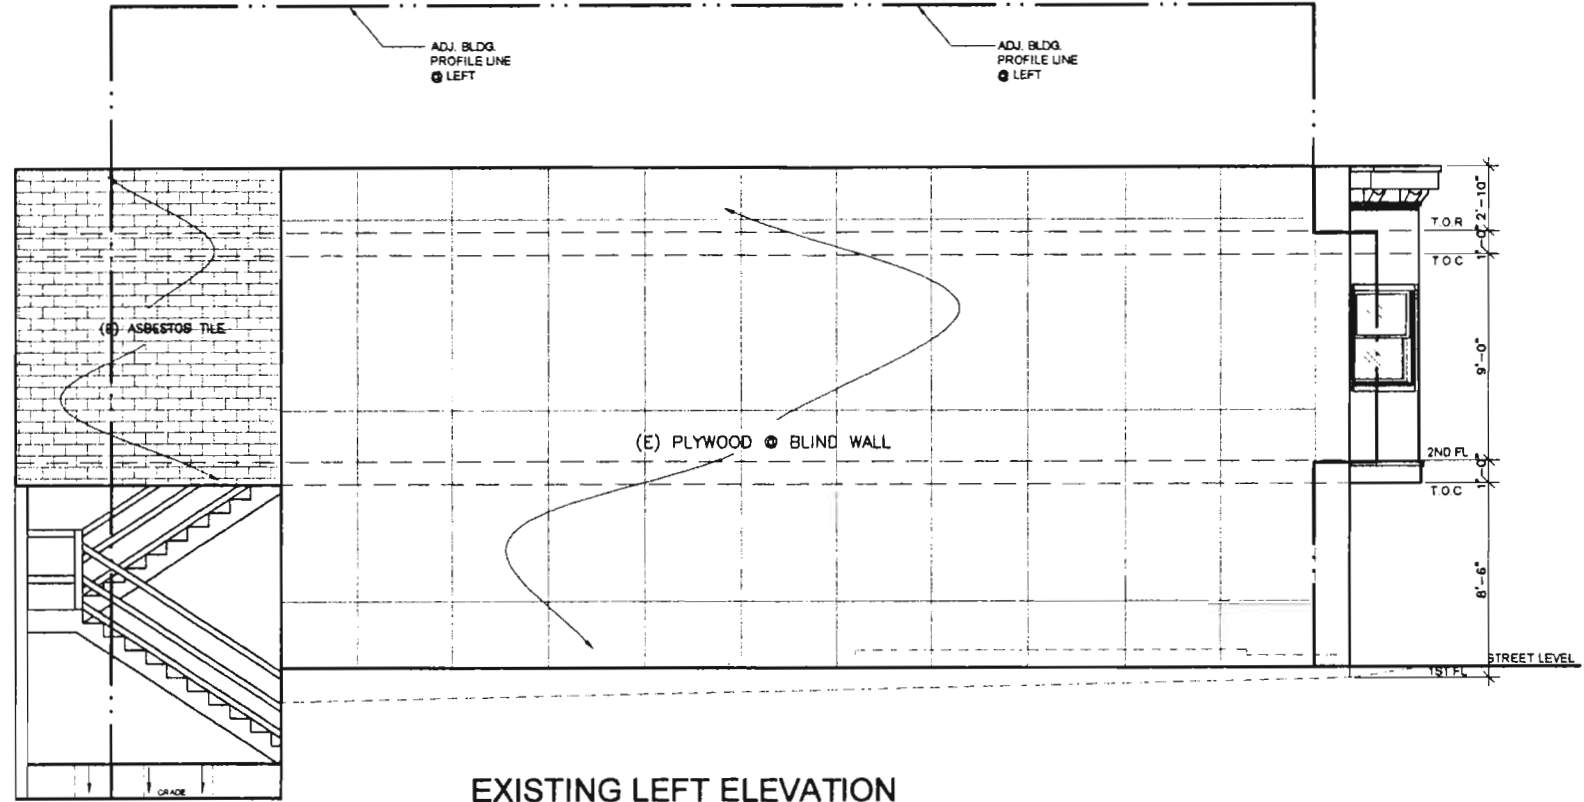 ADJ. BLDG.
PROFILE LINE
@ LEFT
ADJ. BLDG.
PROFILE LINE
@ LEFT
2'-10"
T.O.R
1'-0"
T.O.C
(E) ASBESTOS TILE
9'-0"
(E) PLYWOOD @ BLIND WALL
2ND FL
1'-0"
T.O.C
8'-6"
STREET LEVEL
1ST FL
GRADE
EXISTING LEFT ELEVATION